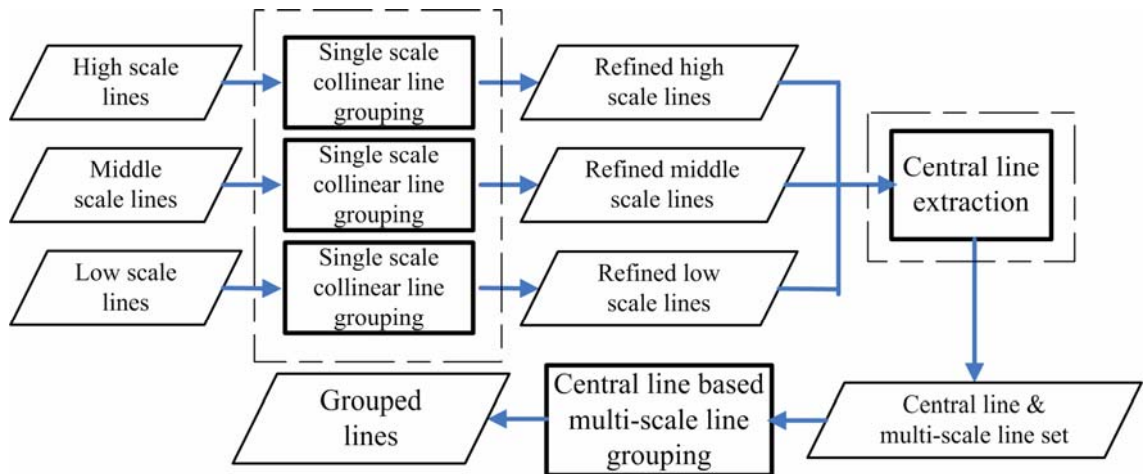 High scale
lines
Single scale
collinear line
grouping
Refined high
scale lines
Middle
scale lines
Single scale
collinear line
grouping
Refined middle
scale lines
Central line
extraction
Low scale
lines
Single scale
collinear line
grouping
Refined low
scale lines
Grouped
lines
Central line based
multi-scale line
grouping
Central line &
multi-scale line set